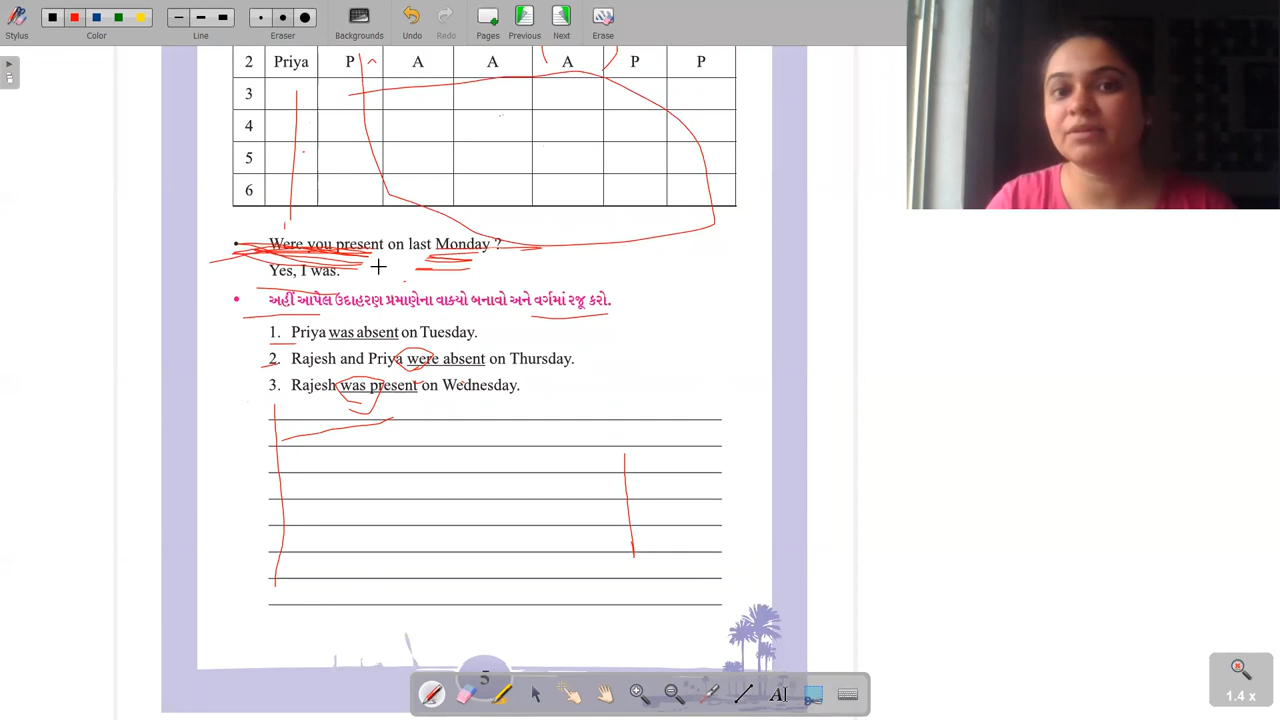 Stylus
Color
Line
Eraser
Backgrounds
Undo
Redo
Pages
Previous
Next
Erase
2 Priya P A A A P P
3
4
5
6
• Were you present on last Monday ?
Yes, I was.
• અહીં આપેલ ઉદાહરણ પ્રમાણેના વાક્યો બનાવો અને વર્ગમાં રજૂ કરો.
1. Priya was absent on Tuesday.
2. Rajesh and Priya were absent on Thursday.
3. Rajesh was present on Wednesday.
5
1.4 x